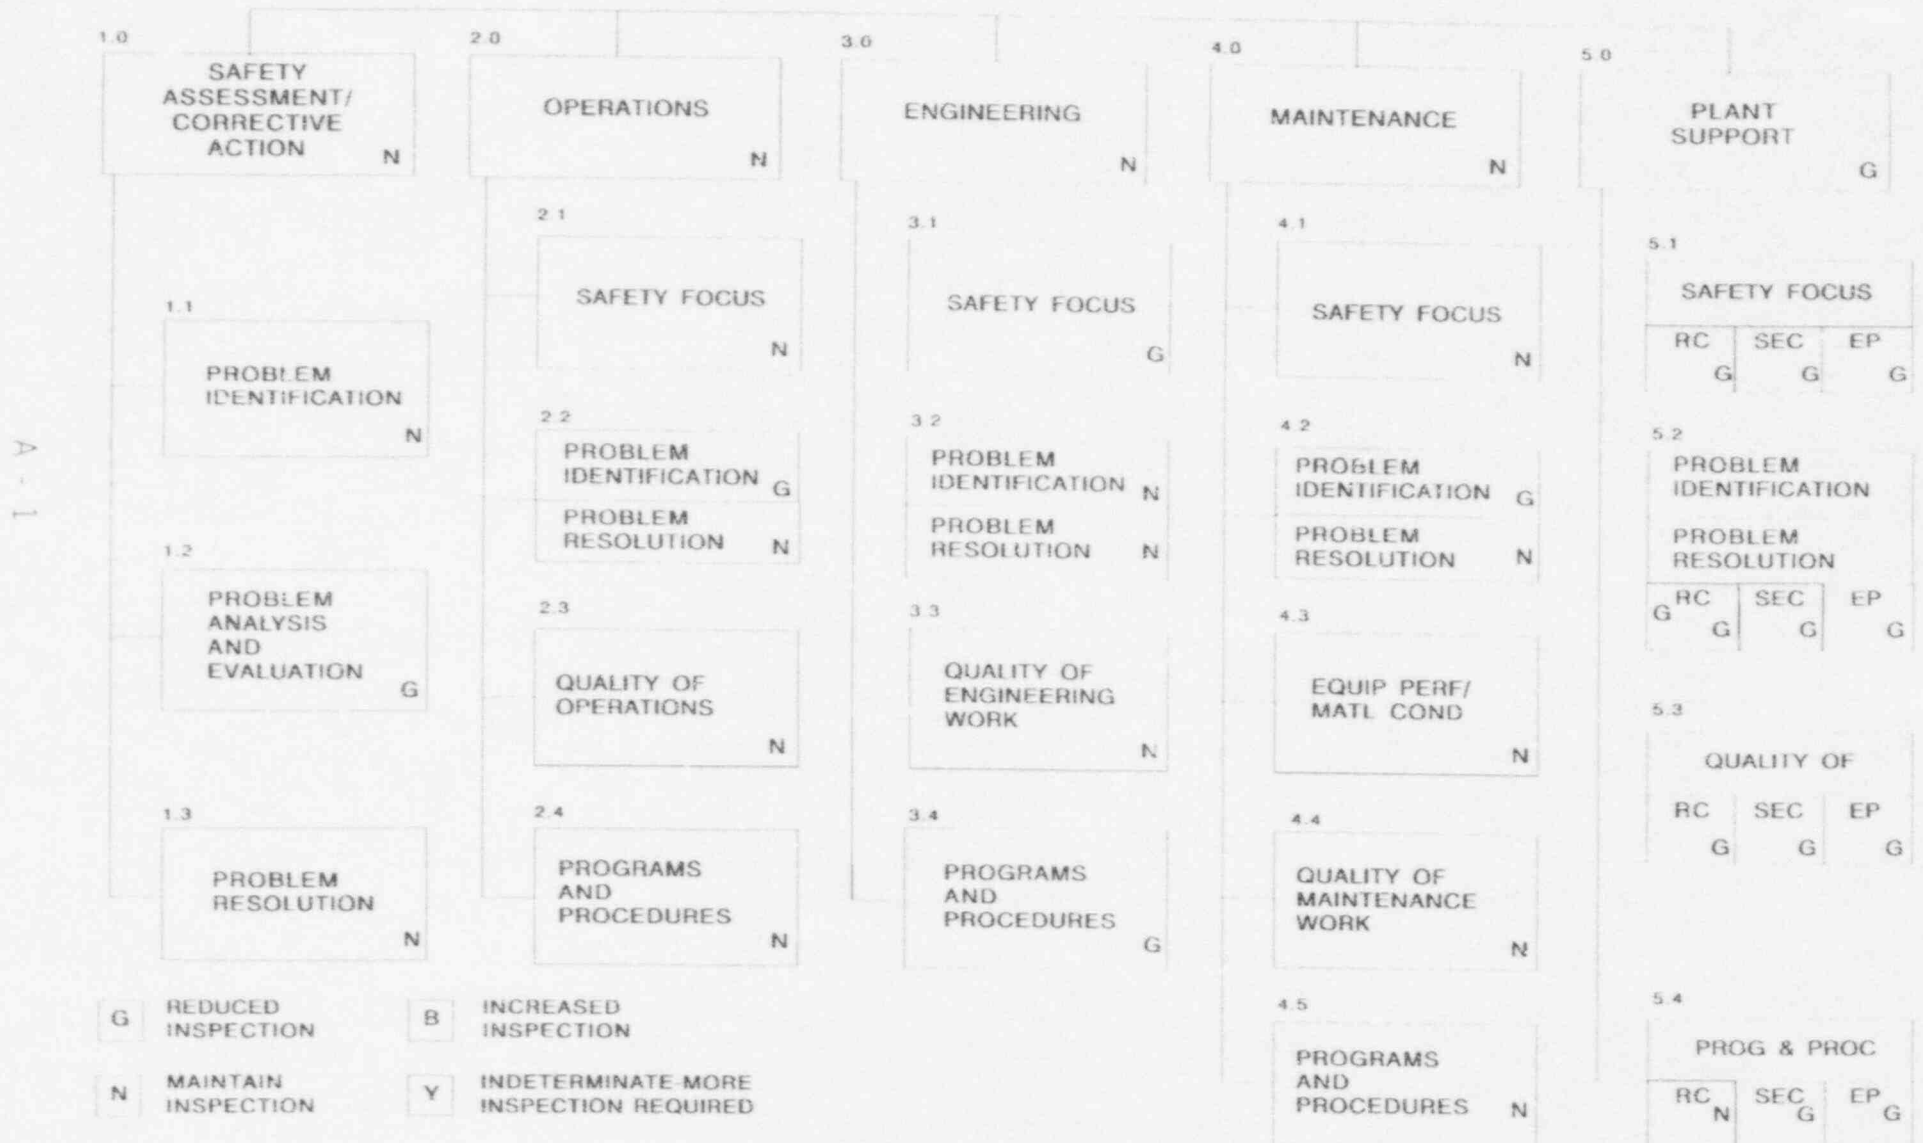 1.0
SAFETY
ASSESSMENT/
CORRECTIVE
ACTION
N
1.1
PROBLEM
IDENTIFICATION
N
1.2
PROBLEM
ANALYSIS
AND
EVALUATION
G
1.3
PROBLEM
RESOLUTION
N
2.0
OPERATIONS
N
2.1
SAFETY FOCUS
N
2.2
PROBLEM
IDENTIFICATION G
PROBLEM
RESOLUTION N
2.3
QUALITY OF
OPERATIONS
N
2.4
PROGRAMS
AND
PROCEDURES N
3.0
ENGINEERING
N
3.1
SAFETY FOCUS
G
3.2
PROBLEM
IDENTIFICATION N
PROBLEM
RESOLUTION N
3.3
QUALITY OF
ENGINEERING
WORK
N
3.4
PROGRAMS
AND
PROCEDURES
G
4.0
MAINTENANCE
N
4.1
SAFETY FOCUS
N
4.2
PROBLEM
IDENTIFICATION G
PROBLEM
RESOLUTION N
4.3
EQUIP PERF/
MATL COND
N
4.4
QUALITY OF
MAINTENANCE
WORK
N
4.5
PROGRAMS
AND
PROCEDURES N
5.0
PLANT
SUPPORT
G
5.1
SAFETY FOCUS
RC SEC EP
G G G
5.2
PROBLEM
IDENTIFICATION
PROBLEM
RESOLUTION
RC SEC EP
G G G G
5.3
QUALITY OF
RC SEC EP
G G G
5.4
PROG & PROC
RC SEC EP
N G G
G REDUCED
INSPECTION
B INCREASED
INSPECTION
N MAINTAIN
INSPECTION
Y INDETERMINATE-MORE
INSPECTION REQUIRED
A - 1